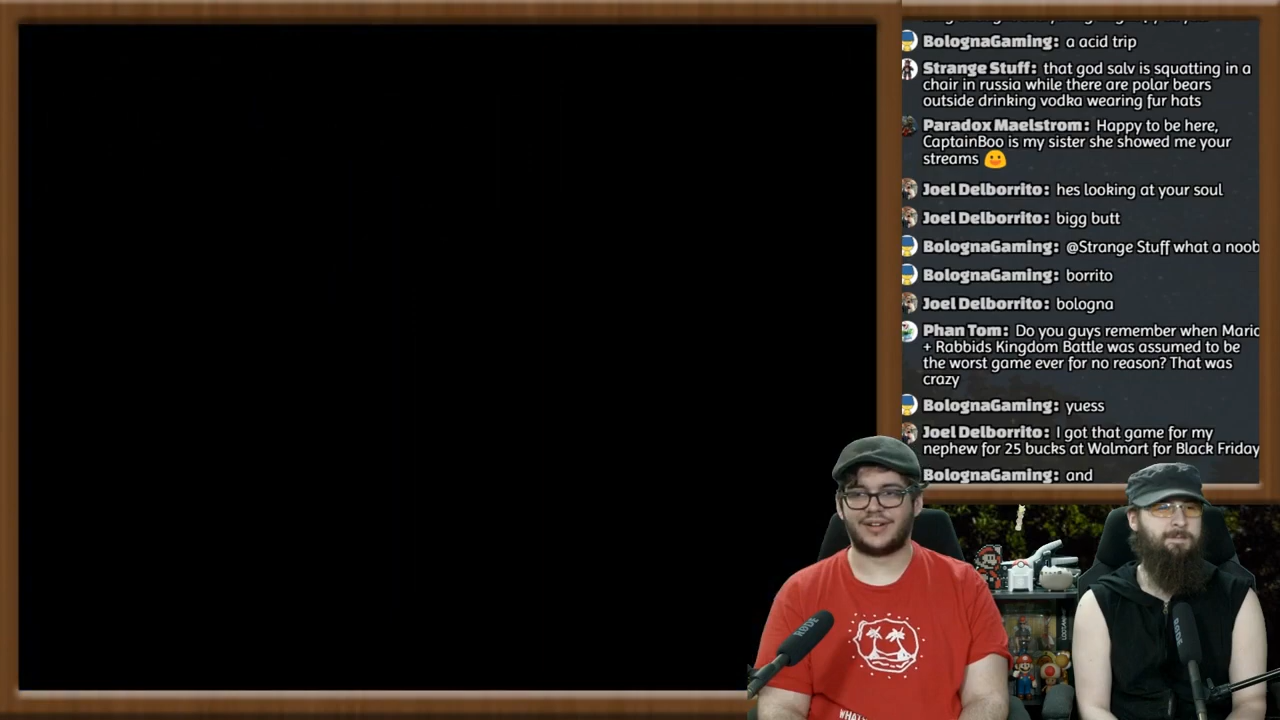 BolognaGaming: a acid trip
Strange Stuff: that god salv is squatting in a
chair in russia while there are polar bears
outside drinking vodka wearing fur hats
Paradox Maelstrom: Happy to be here,
CaptainBoo is my sister she showed me your
streams
Joel Delborrito: hes looking at your soul
Joel Delborrito: bigg butt
BolognaGaming: @Strange Stuff what a noob
BolognaGaming: borrito
Joel Delborrito: bologna
Phan Tom: Do you guys remember when Mario
+ Rabbids Kingdom Battle was assumed to be
the worst game ever for no reason? That was
crazy
BolognaGaming: yuess
Joel Delborrito: I got that game for my
nephew for 25 bucks at Walmart for Black Friday
BolognaGaming: and
RØDE
RØDE